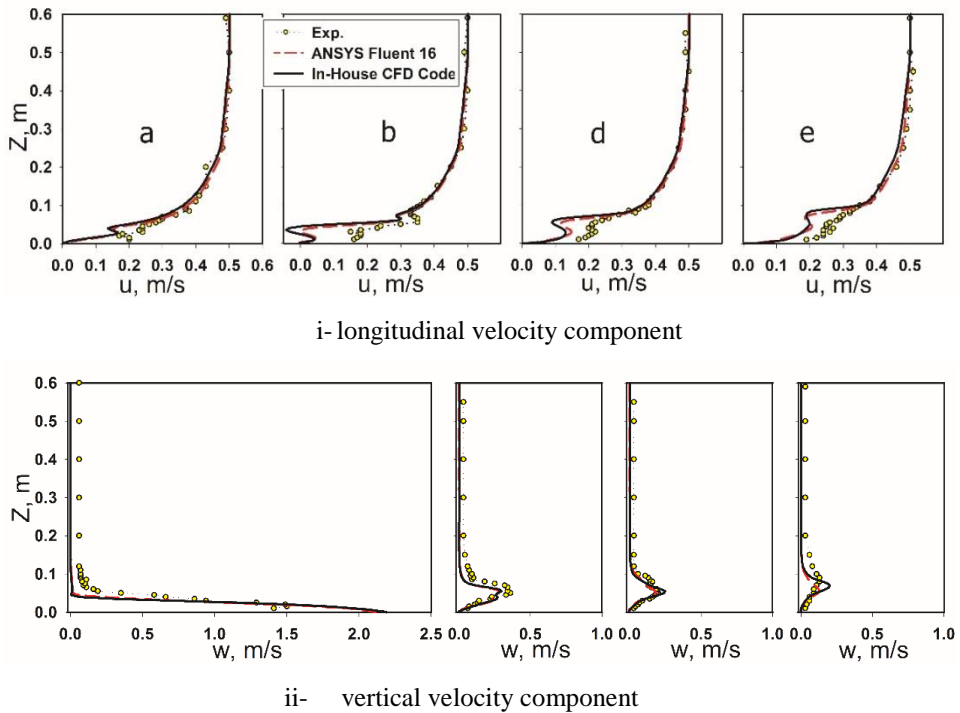 Exp.
ANSYS Fluent 16
In-House CFD Code
Z, m
0.6
0.5
0.4
0.3
0.2
0.1
0.0
a
b
d
e
0.0 0.1 0.2 0.3 0.4 0.5 0.6
0.0 0.1 0.2 0.3 0.4 0.5
0.0 0.1 0.2 0.3 0.4 0.5
0.0 0.1 0.2 0.3 0.4 0.5
u, m/s u, m/s u, m/s u, m/s
i- longitudinal velocity component
Z, m
0.6
0.5
0.4
0.3
0.2
0.1
0.0
0.0 0.5 1.0 1.5 2.0 2.5
0.0 0.5 1.0
0.0 0.5 1.0
0.0 0.5 1.0
w, m/s w, m/s w, m/s w, m/s
ii- vertical velocity component